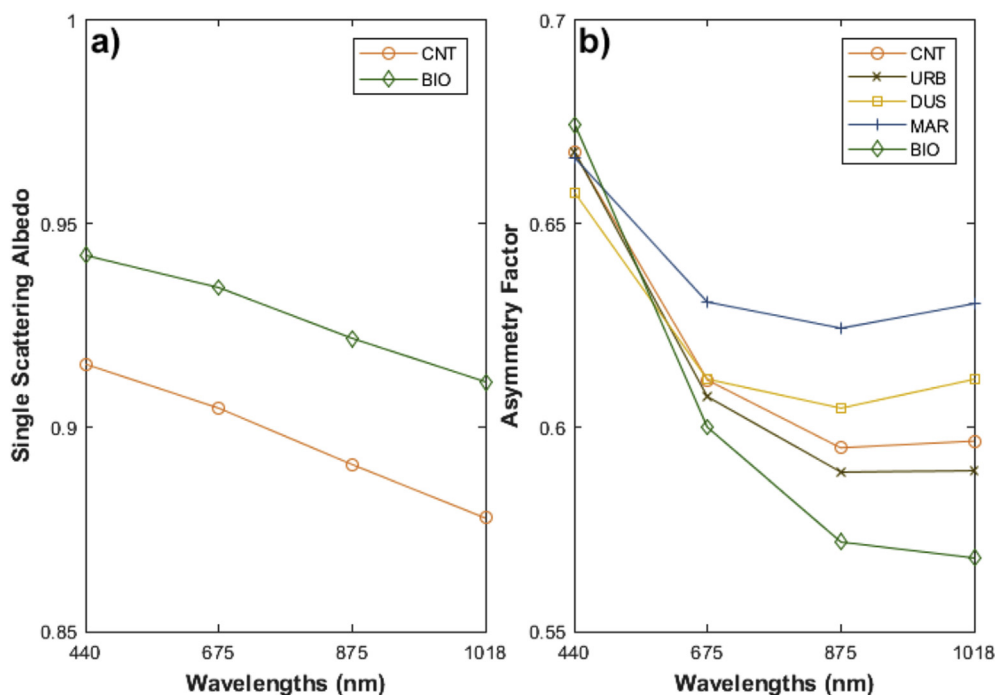 a)
CNT
BIO
1
0.95
0.9
0.85
Single Scattering Albedo
440 675 875 1018
Wavelengths (nm)
b)
CNT
URB
DUS
MAR
BIO
0.7
0.65
0.6
0.55
Asymmetry Factor
440 675 875 1018
Wavelengths (nm)